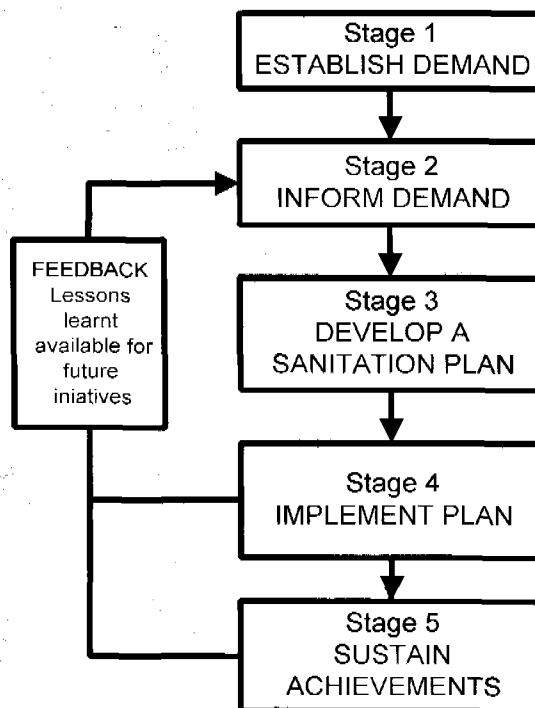 Stage 1
ESTABLISH DEMAND
Stage 2
INFORM DEMAND
FEEDBACK
Lessons
learnt
available for
future
iniatives
Stage 3
DEVELOP A
SANITATION PLAN
Stage 4
IMPLEMENT PLAN
Stage 5
SUSTAIN
ACHIEVEMENTS